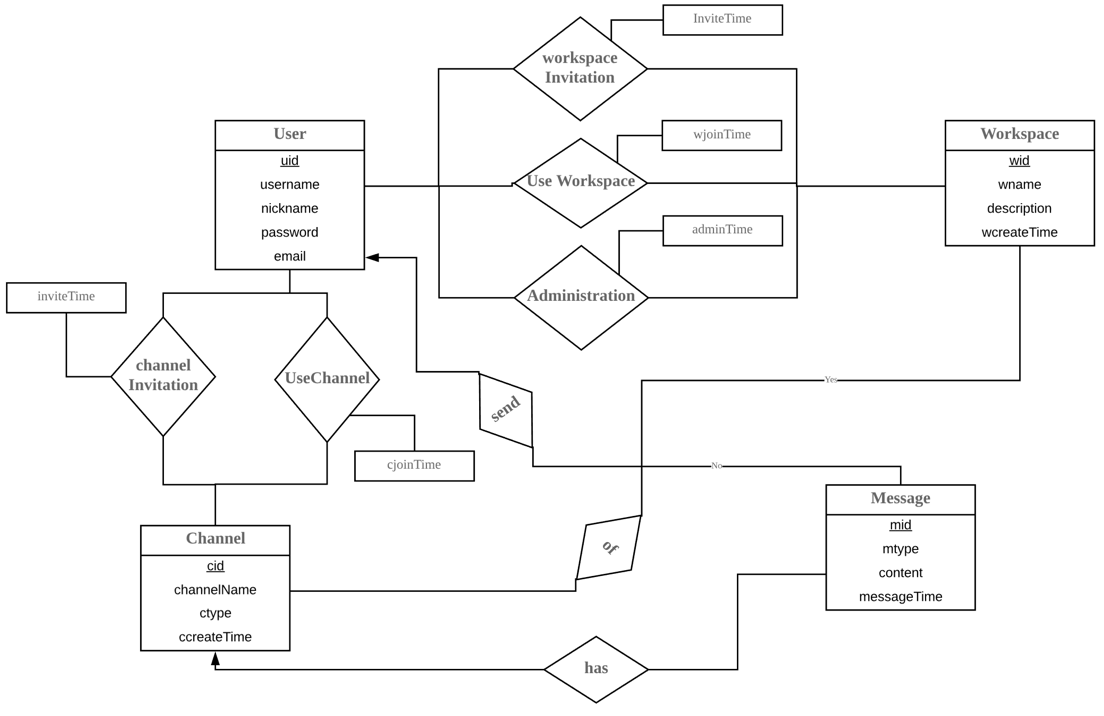 InviteTime
workspace
Invitation
User
uid
username
nickname
password
email
wjoinTime
Use Workspace
Workspace
wid
wname
description
wcreateTime
adminTime
Administration
inviteTime
channel
Invitation
UseChannel
cjoinTime
send
Yes
No
Message
mid
mtype
content
messageTime
of
Channel
cid
channelName
ctype
ccreateTime
has